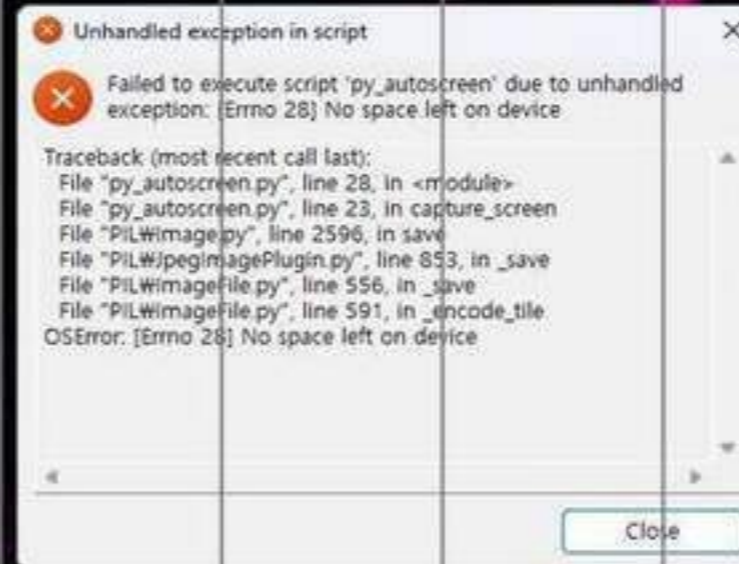 Unhandled exception in script
Failed to execute script 'py_autoscreen' due to unhandled
exception: [Errno 28] No space left on device
Traceback (most recent call last):
File "py_autoscreen.py", line 28, in <module>
File "py_autoscreen.py", line 23, in capture_screen
File "PIL₩Image.py", line 2596, in save
File "PIL₩JpegImagePlugin.py", line 853, in _save
File "PIL₩ImageFile.py", line 556, in _save
File "PIL₩ImageFile.py", line 591, in _encode_tile
OSError: [Errno 28] No space left on device
Close